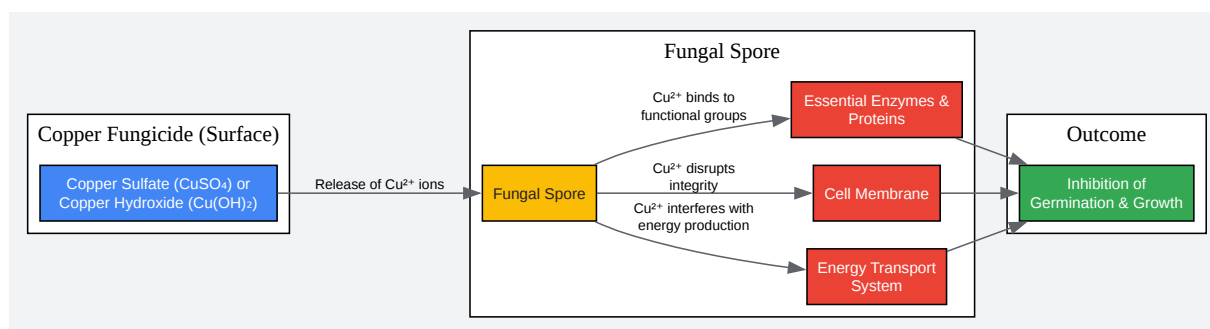 Copper Fungicide (Surface)
Copper Sulfate (CuSO₄) or
Copper Hydroxide (Cu(OH)₂)
Release of Cu²⁺ ions
Fungal Spore
Fungal Spore
Cu²⁺ binds to
functional groups
Cu²⁺ disrupts
integrity
Cu²⁺ interferes with
energy production
Essential Enzymes &
Proteins
Cell Membrane
Energy Transport
System
Outcome
Inhibition of
Germination & Growth